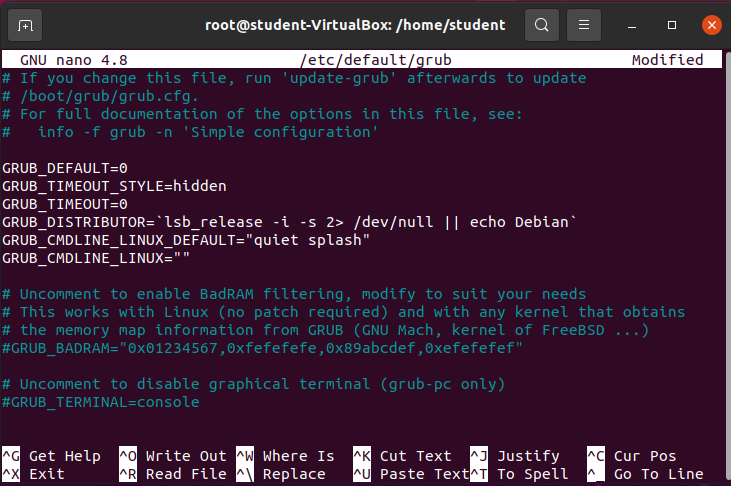 root@student-VirtualBox: /home/student
GNU nano 4.8 /etc/default/grub Modified
# If you change this file, run 'update-grub' afterwards to update
# /boot/grub/grub.cfg.
# For full documentation of the options in this file, see:
#   info -f grub -n 'Simple configuration'

GRUB_DEFAULT=0
GRUB_TIMEOUT_STYLE=hidden
GRUB_TIMEOUT=0
GRUB_DISTRIBUTOR=`lsb_release -i -s 2> /dev/null || echo Debian`
GRUB_CMDLINE_LINUX_DEFAULT="quiet splash"
GRUB_CMDLINE_LINUX=""

# Uncomment to enable BadRAM filtering, modify to suit your needs
# This works with Linux (no patch required) and with any kernel that obtains
# the memory map information from GRUB (GNU Mach, kernel of FreeBSD ...)
#GRUB_BADRAM="0x01234567,0xfefefefe,0x89abcdef,0xefefefef"

# Uncomment to disable graphical terminal (grub-pc only)
#GRUB_TERMINAL=console

^G Get Help ^O Write Out ^W Where Is ^K Cut Text ^J Justify ^C Cur Pos
^X Exit ^R Read File ^\ Replace ^U Paste Text ^T To Spell ^_ Go To Line